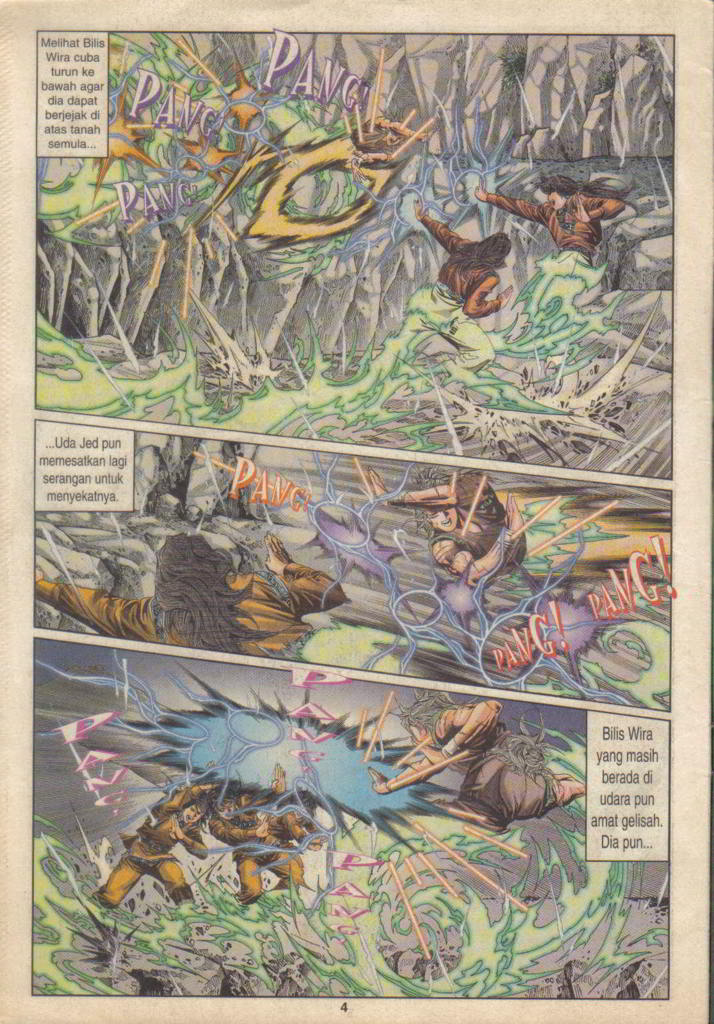 Melihat Bilis
Wira cuba
turun ke
bawah agar
dia dapat
berjejak di
atas tanah
semula...
PANG!
PANG!
PANG!
...Uda Jed pun
memesatkan lagi
serangan untuk
menyekatnya.
PANG!
PANG!
PANG!
PANG
PANG
PANG
Bilis Wira
yang masih
berada di
udara pun
amat gelisah.
Dia pun...
4